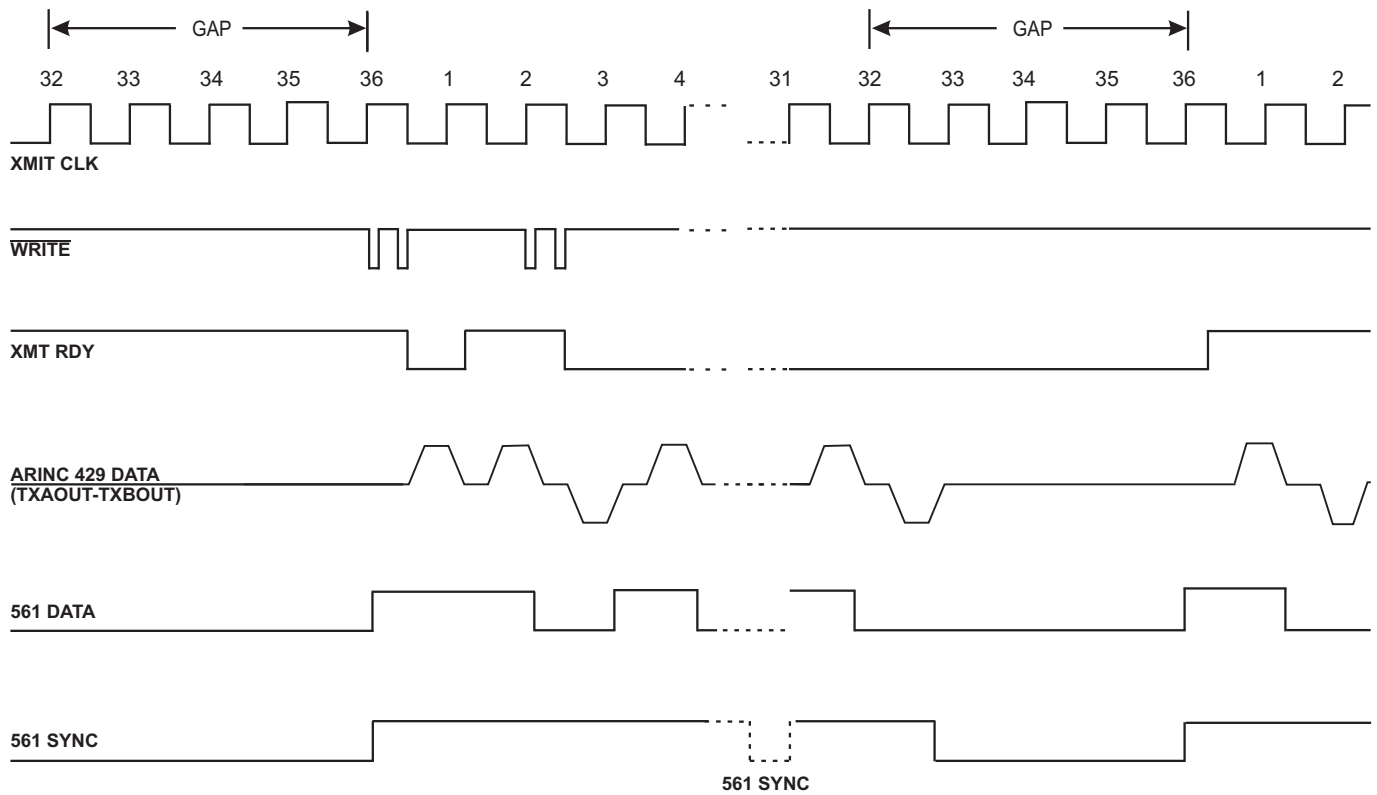 GAP GAP
32 33 34 35 36 1 2 3 4 31 32 33 34 35 36 1 2
XMIT CLK
WRITE
XMT RDY
ARINC 429 DATA
(TXAOUT-TXBOUT)
561 DATA
561 SYNC
561 SYNC